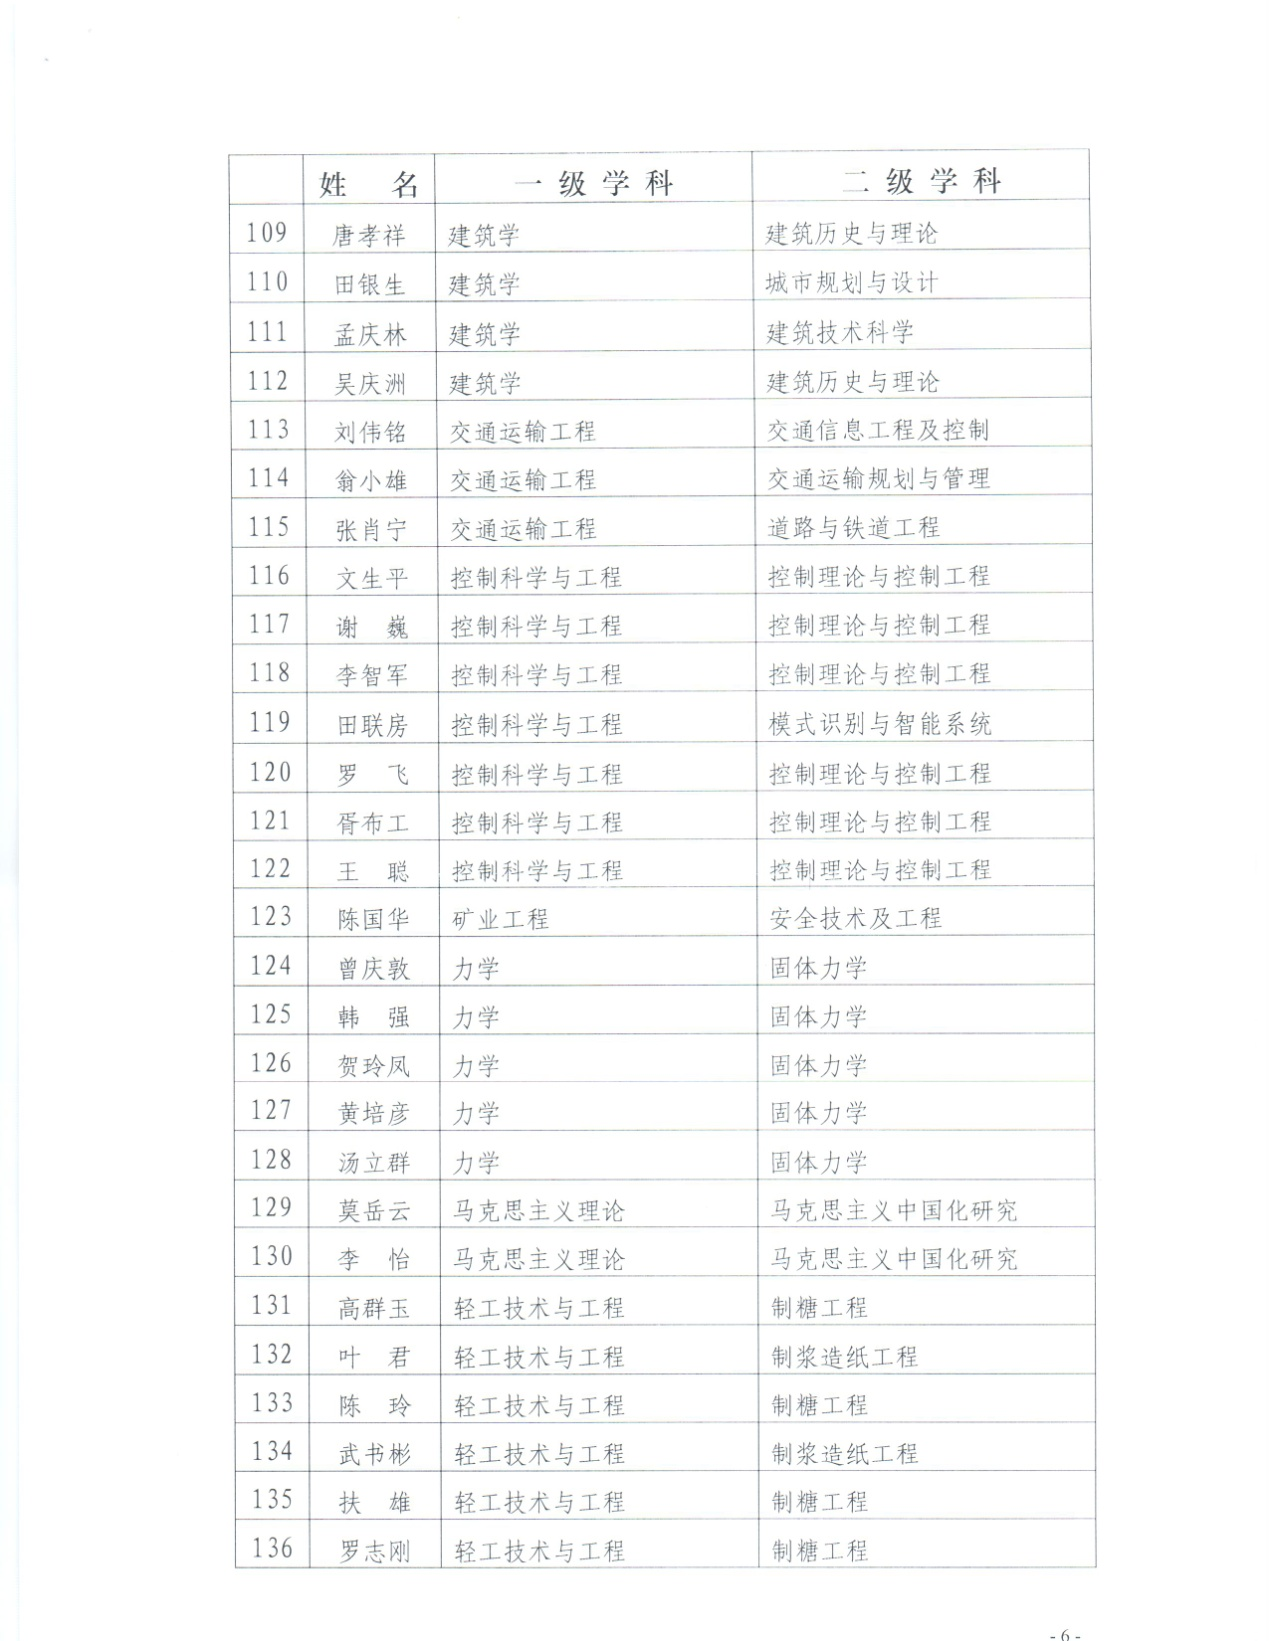 姓 名 一级学科 二级学科
109 唐孝祥 建筑学 建筑历史与理论
110 田银生 建筑学 城市规划与设计
111 孟庆林 建筑学 建筑技术科学
112 吴庆洲 建筑学 建筑历史与理论
113 刘伟铭 交通运输工程 交通信息工程及控制
114 翁小雄 交通运输工程 交通运输规划与管理
115 张肖宁 交通运输工程 道路与铁道工程
116 文生平 控制科学与工程 控制理论与控制工程
117 谢 巍 控制科学与工程 控制理论与控制工程
118 李智军 控制科学与工程 控制理论与控制工程
119 田联房 控制科学与工程 模式识别与智能系统
120 罗 飞 控制科学与工程 控制理论与控制工程
121 胥布工 控制科学与工程 控制理论与控制工程
122 王 聪 控制科学与工程 控制理论与控制工程
123 陈国华 矿业工程 安全技术及工程
124 曾庆敦 力学 固体力学
125 韩 强 力学 固体力学
126 贺玲凤 力学 固体力学
127 黄培彦 力学 固体力学
128 汤立群 力学 固体力学
129 莫岳云 马克思主义理论 马克思主义中国化研究
130 李 怡 马克思主义理论 马克思主义中国化研究
131 高群玉 轻工技术与工程 制糖工程
132 叶 君 轻工技术与工程 制浆造纸工程
133 陈 玲 轻工技术与工程 制糖工程
134 武书彬 轻工技术与工程 制浆造纸工程
135 扶 雄 轻工技术与工程 制糖工程
136 罗志刚 轻工技术与工程 制糖工程
- 6 -